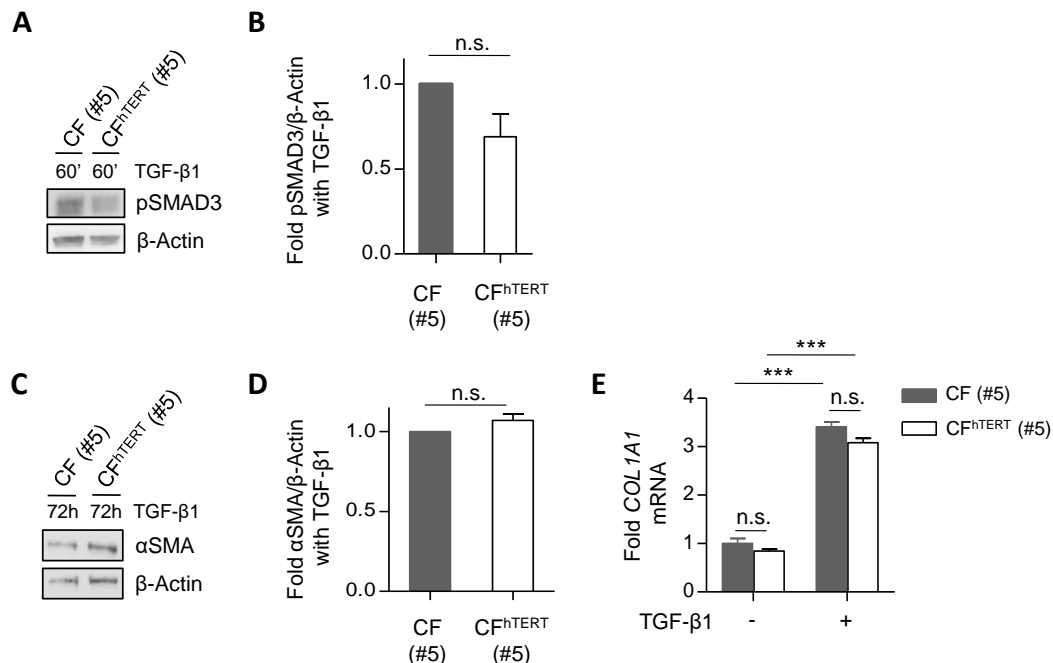 A
CF (#5)
CFhTERT (#5)
60’ 60’ TGF-β1
pSMAD3
β-Actin
B
n.s.
Fold pSMAD3/β-Actin
with TGF-β1
1.0
0.5
0.0
CF
(#5)
CFhTERT
(#5)
C
CF (#5)
CFhTERT (#5)
72h 72h TGF-β1
αSMA
β-Actin
D
n.s.
Fold αSMA/β-Actin
with TGF-β1
1.0
0.0
CF
(#5)
CFhTERT
(#5)
E
***
***
n.s.
n.s.
Fold COL1A1
mRNA
4
3
2
1
0
TGF-β1 - +
CF (#5)
CFhTERT (#5)